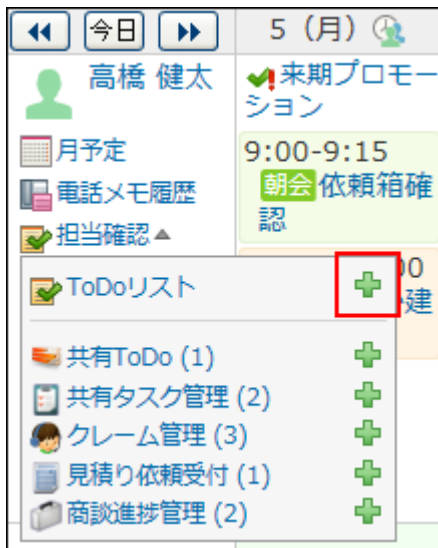 今日
5（月）
高橋 健太
来期プロモー
ション
月予定
9:00-9:15
電話メモ履歴
朝会 依頼箱確
認
担当確認▲
00
建
ToDoリスト
共有ToDo (1)
共有タスク管理 (2)
クレーム管理 (3)
見積り依頼受付 (1)
商談進捗管理 (2)